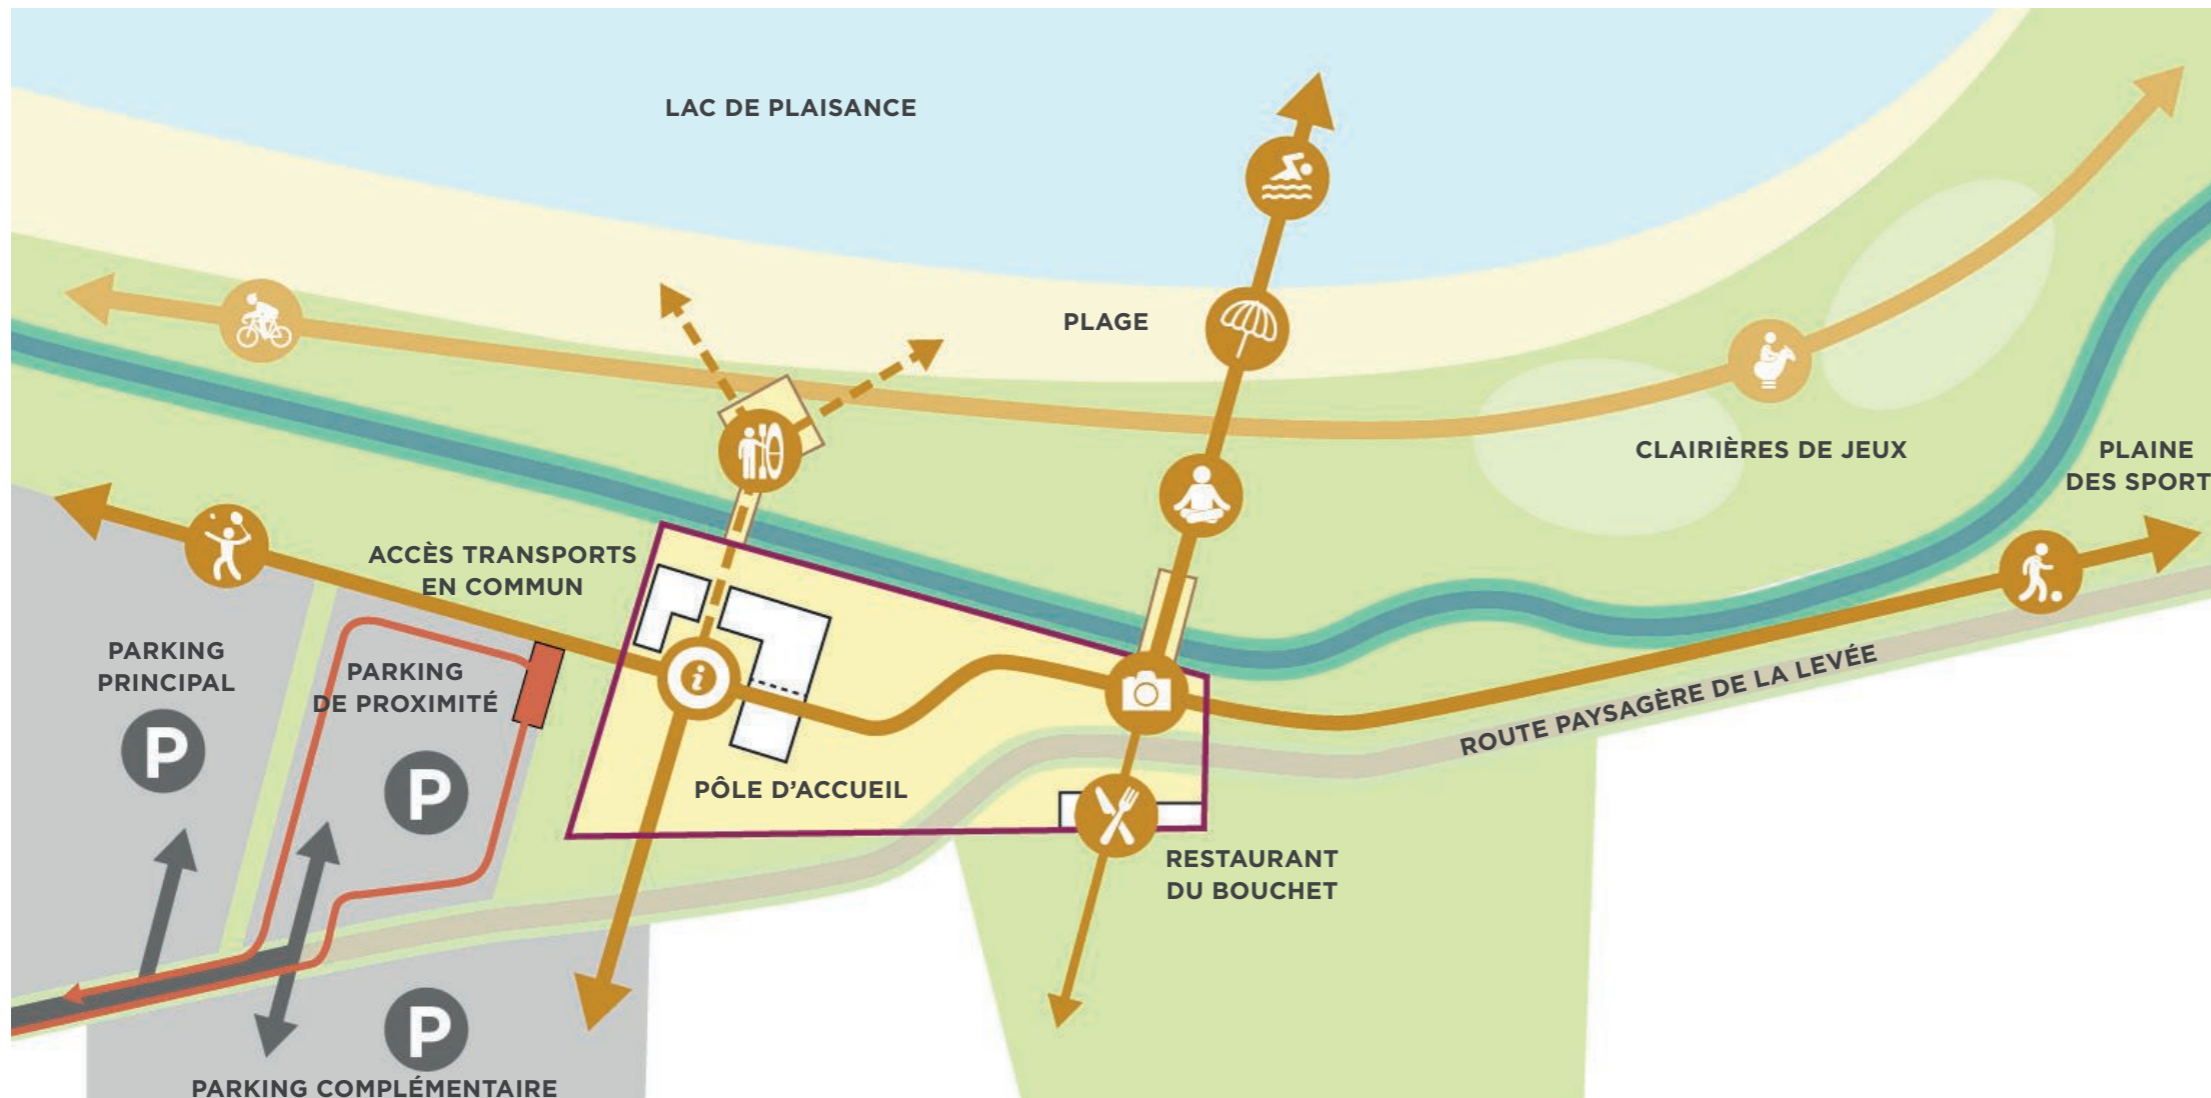 LAC DE PLAISANCE
PLAGE
CLAIRIÈRES DE JEUX
PLAINE
DES SPORT
ACCÈS TRANSPORTS
EN COMMUN
PARKING
PRINCIPAL
P
PARKING
DE PROXIMITÉ
P
i
ROUTE PAYSAGÈRE DE LA LEVÉE
PÔLE D'ACCUEIL
RESTAURANT
DU BOUCHET
P
PARKING COMPLÉMENTAIRE